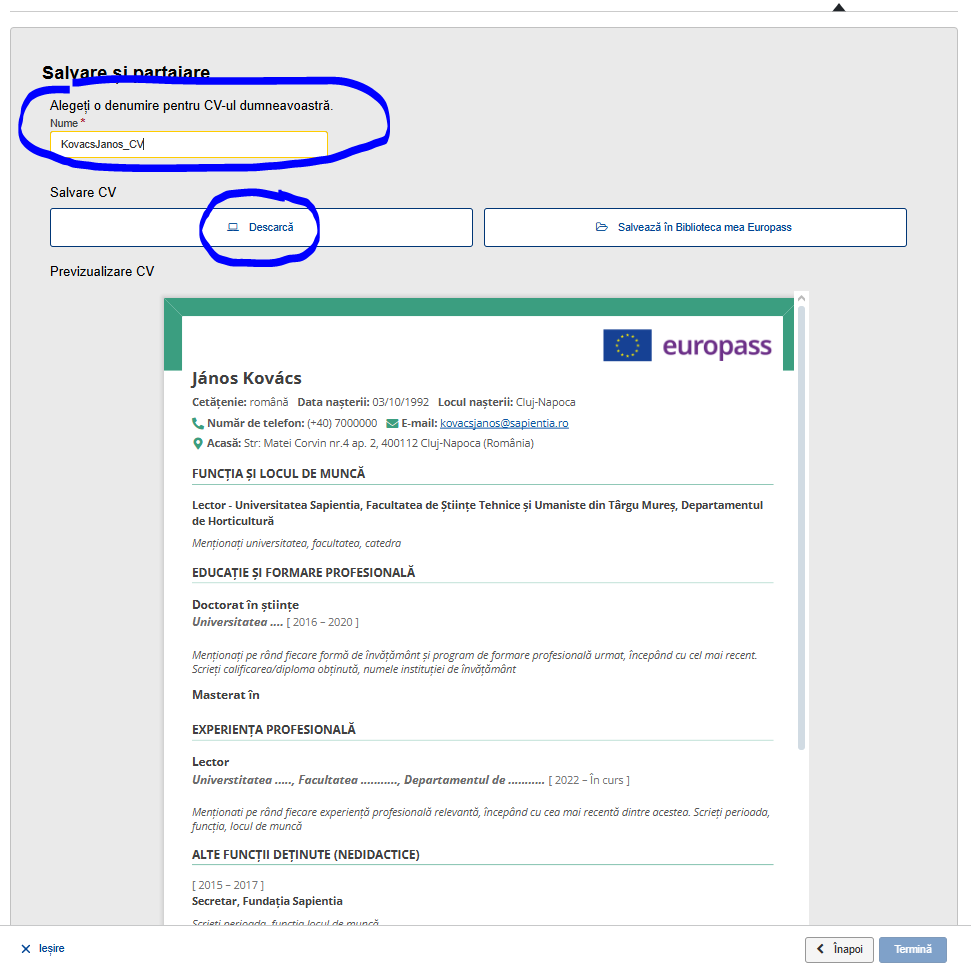 Salvare și partajare
Alegeți o denumire pentru CV-ul dumneavoastră.
Nume *
KovacsJanos_CV
Salvare CV
Descarcă
Salvează în Biblioteca mea Europass
Previzualizare CV
europass
János Kovács
Cetățenie: română Data nașterii: 03/10/1992 Locul nașterii: Cluj-Napoca
Număr de telefon: (+40) 7000000 E-mail: kovacsjanos@sapientia.ro
Acasă: Str: Matei Corvin nr.4 ap. 2, 400112 Cluj-Napoca (România)
FUNCȚIA ȘI LOCUL DE MUNCĂ
Lector - Universitatea Sapientia, Facultatea de Științe Tehnice și Umaniste din Târgu Mureș, Departamentul
de Horticultură
Menționați universitatea, facultatea, catedra
EDUCAȚIE ȘI FORMARE PROFESIONALĂ
Doctorat în științe
Universitatea .... [ 2016 – 2020 ]
Menționați pe rând fiecare formă de învățământ și program de formare profesională urmat, începând cu cel mai recent.
Scrieți calificarea/diploma obținută, numele instituției de învățământ
Masterat în
EXPERIENȚA PROFESIONALĂ
Lector
Universtitatea ....., Facultatea ..........., Departamentul de ........... [ 2022 – În curs ]
Menționati pe rând fiecare experiență profesională relevantă, începând cu cea mai recentă dintre acestea. Scrieți perioada,
funcția, locul de muncă
ALTE FUNCȚII DEȚINUTE (NEDIDACTICE)
[ 2015 – 2017 ]
Secretar, Fundația Sapientia
Scrieți perioada, funcția locul de muncă
Ieșire
Înapoi
Termină